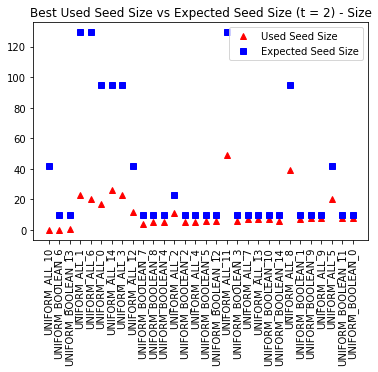 Best Used Seed Size vs Expected Seed Size (t = 2) - Size
Used Seed Size
Expected Seed Size
120
100
80
60
40
20
0
UNIFORM_ALL_10
UNIFORM_BOOLEAN_6
UNIFORM_BOOLEAN_13
UNIFORM_ALL_1
UNIFORM_ALL_6
UNIFORM_ALL_0
UNIFORM_ALL_14
UNIFORM_ALL_3
UNIFORM_ALL_12
UNIFORM_BOOLEAN_7
UNIFORM_BOOLEAN_8
UNIFORM_BOOLEAN_4
UNIFORM_ALL_2
UNIFORM_BOOLEAN_2
UNIFORM_ALL_4
UNIFORM_BOOLEAN_5
UNIFORM_BOOLEAN_12
UNIFORM_ALL_11
UNIFORM_BOOLEAN_3
UNIFORM_ALL_7
UNIFORM_ALL_13
UNIFORM_BOOLEAN_10
UNIFORM_BOOLEAN_14
UNIFORM_ALL_8
UNIFORM_BOOLEAN_1
UNIFORM_BOOLEAN_9
UNIFORM_ALL_9
UNIFORM_ALL_5
UNIFORM_BOOLEAN_11
UNIFORM_BOOLEAN_0